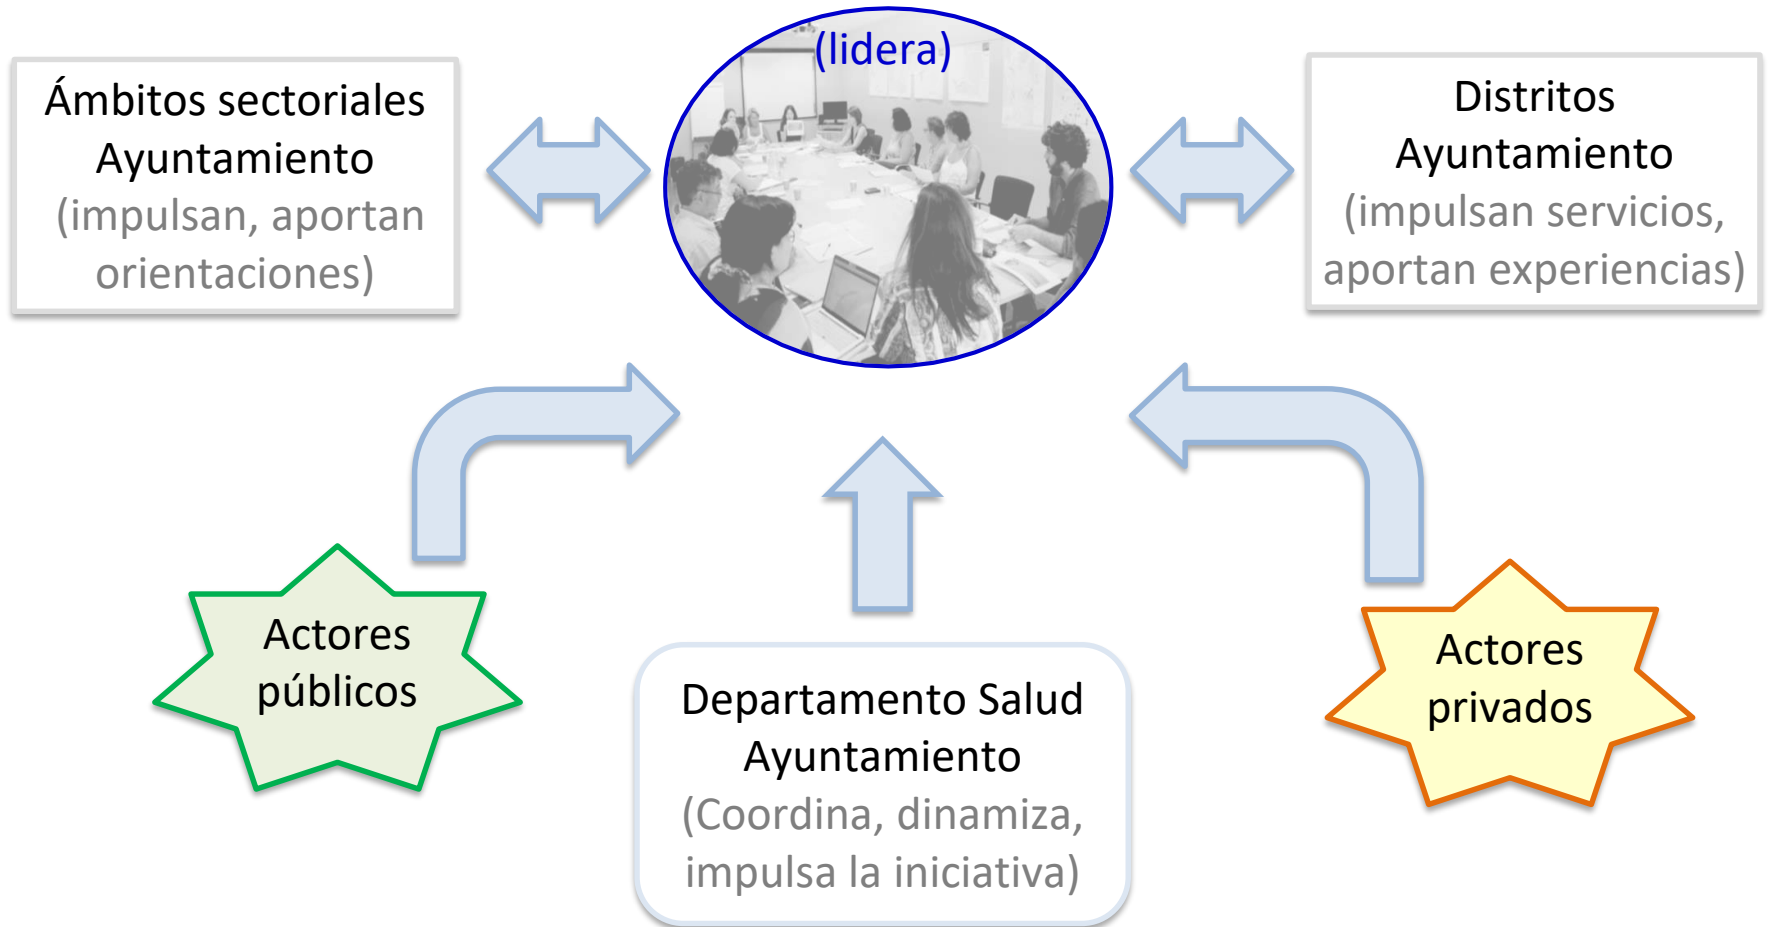 (lidera)
Ámbitos sectoriales
Ayuntamiento
(impulsan, aportan
orientaciones)
Distritos
Ayuntamiento
(impulsan servicios,
aportan experiencias)
Actores
públicos
Departamento Salud
Ayuntamiento
(Coordina, dinamiza,
impulsa la iniciativa)
Actores
privados